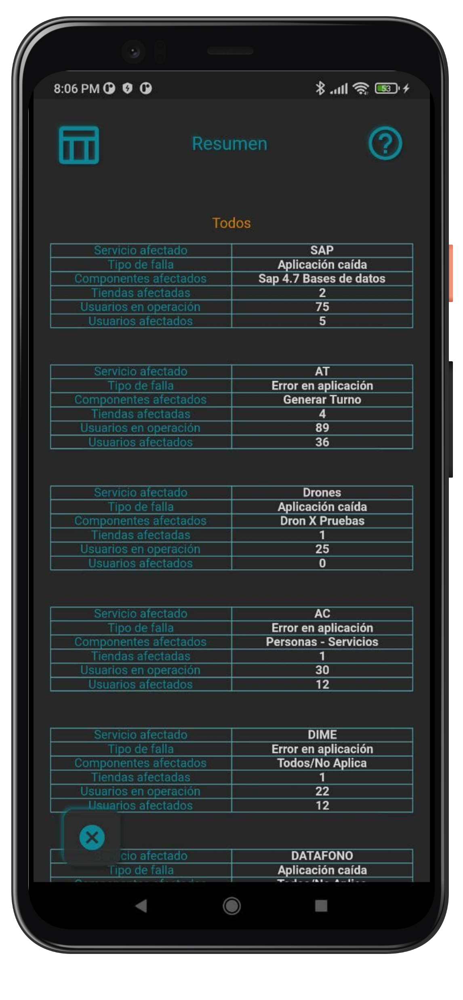 8:06 PM
53
Resumen
Todos
Servicio afectado SAP
Tipo de falla Aplicación caída
Componentes afectados Sap 4.7 Bases de datos
Tiendas afectadas 2
Usuarios en operación 75
Usuarios afectados 5
Servicio afectado AT
Tipo de falla Error en aplicación
Componentes afectados Generar Turno
Tiendas afectadas 4
Usuarios en operación 89
Usuarios afectados 36
Servicio afectado Drones
Tipo de falla Aplicación caída
Componentes afectados Dron X Pruebas
Tiendas afectadas 1
Usuarios en operación 25
Usuarios afectados 0
Servicio afectado AC
Tipo de falla Error en aplicación
Componentes afectados Personas - Servicios
Tiendas afectadas 1
Usuarios en operación 30
Usuarios afectados 12
Servicio afectado DIME
Tipo de falla Error en aplicación
Componentes afectados Todos/No Aplica
Tiendas afectadas 1
Usuarios en operación 22
Usuarios afectados 12
afectado DATAFONO
Tipo de falla Aplicación caída